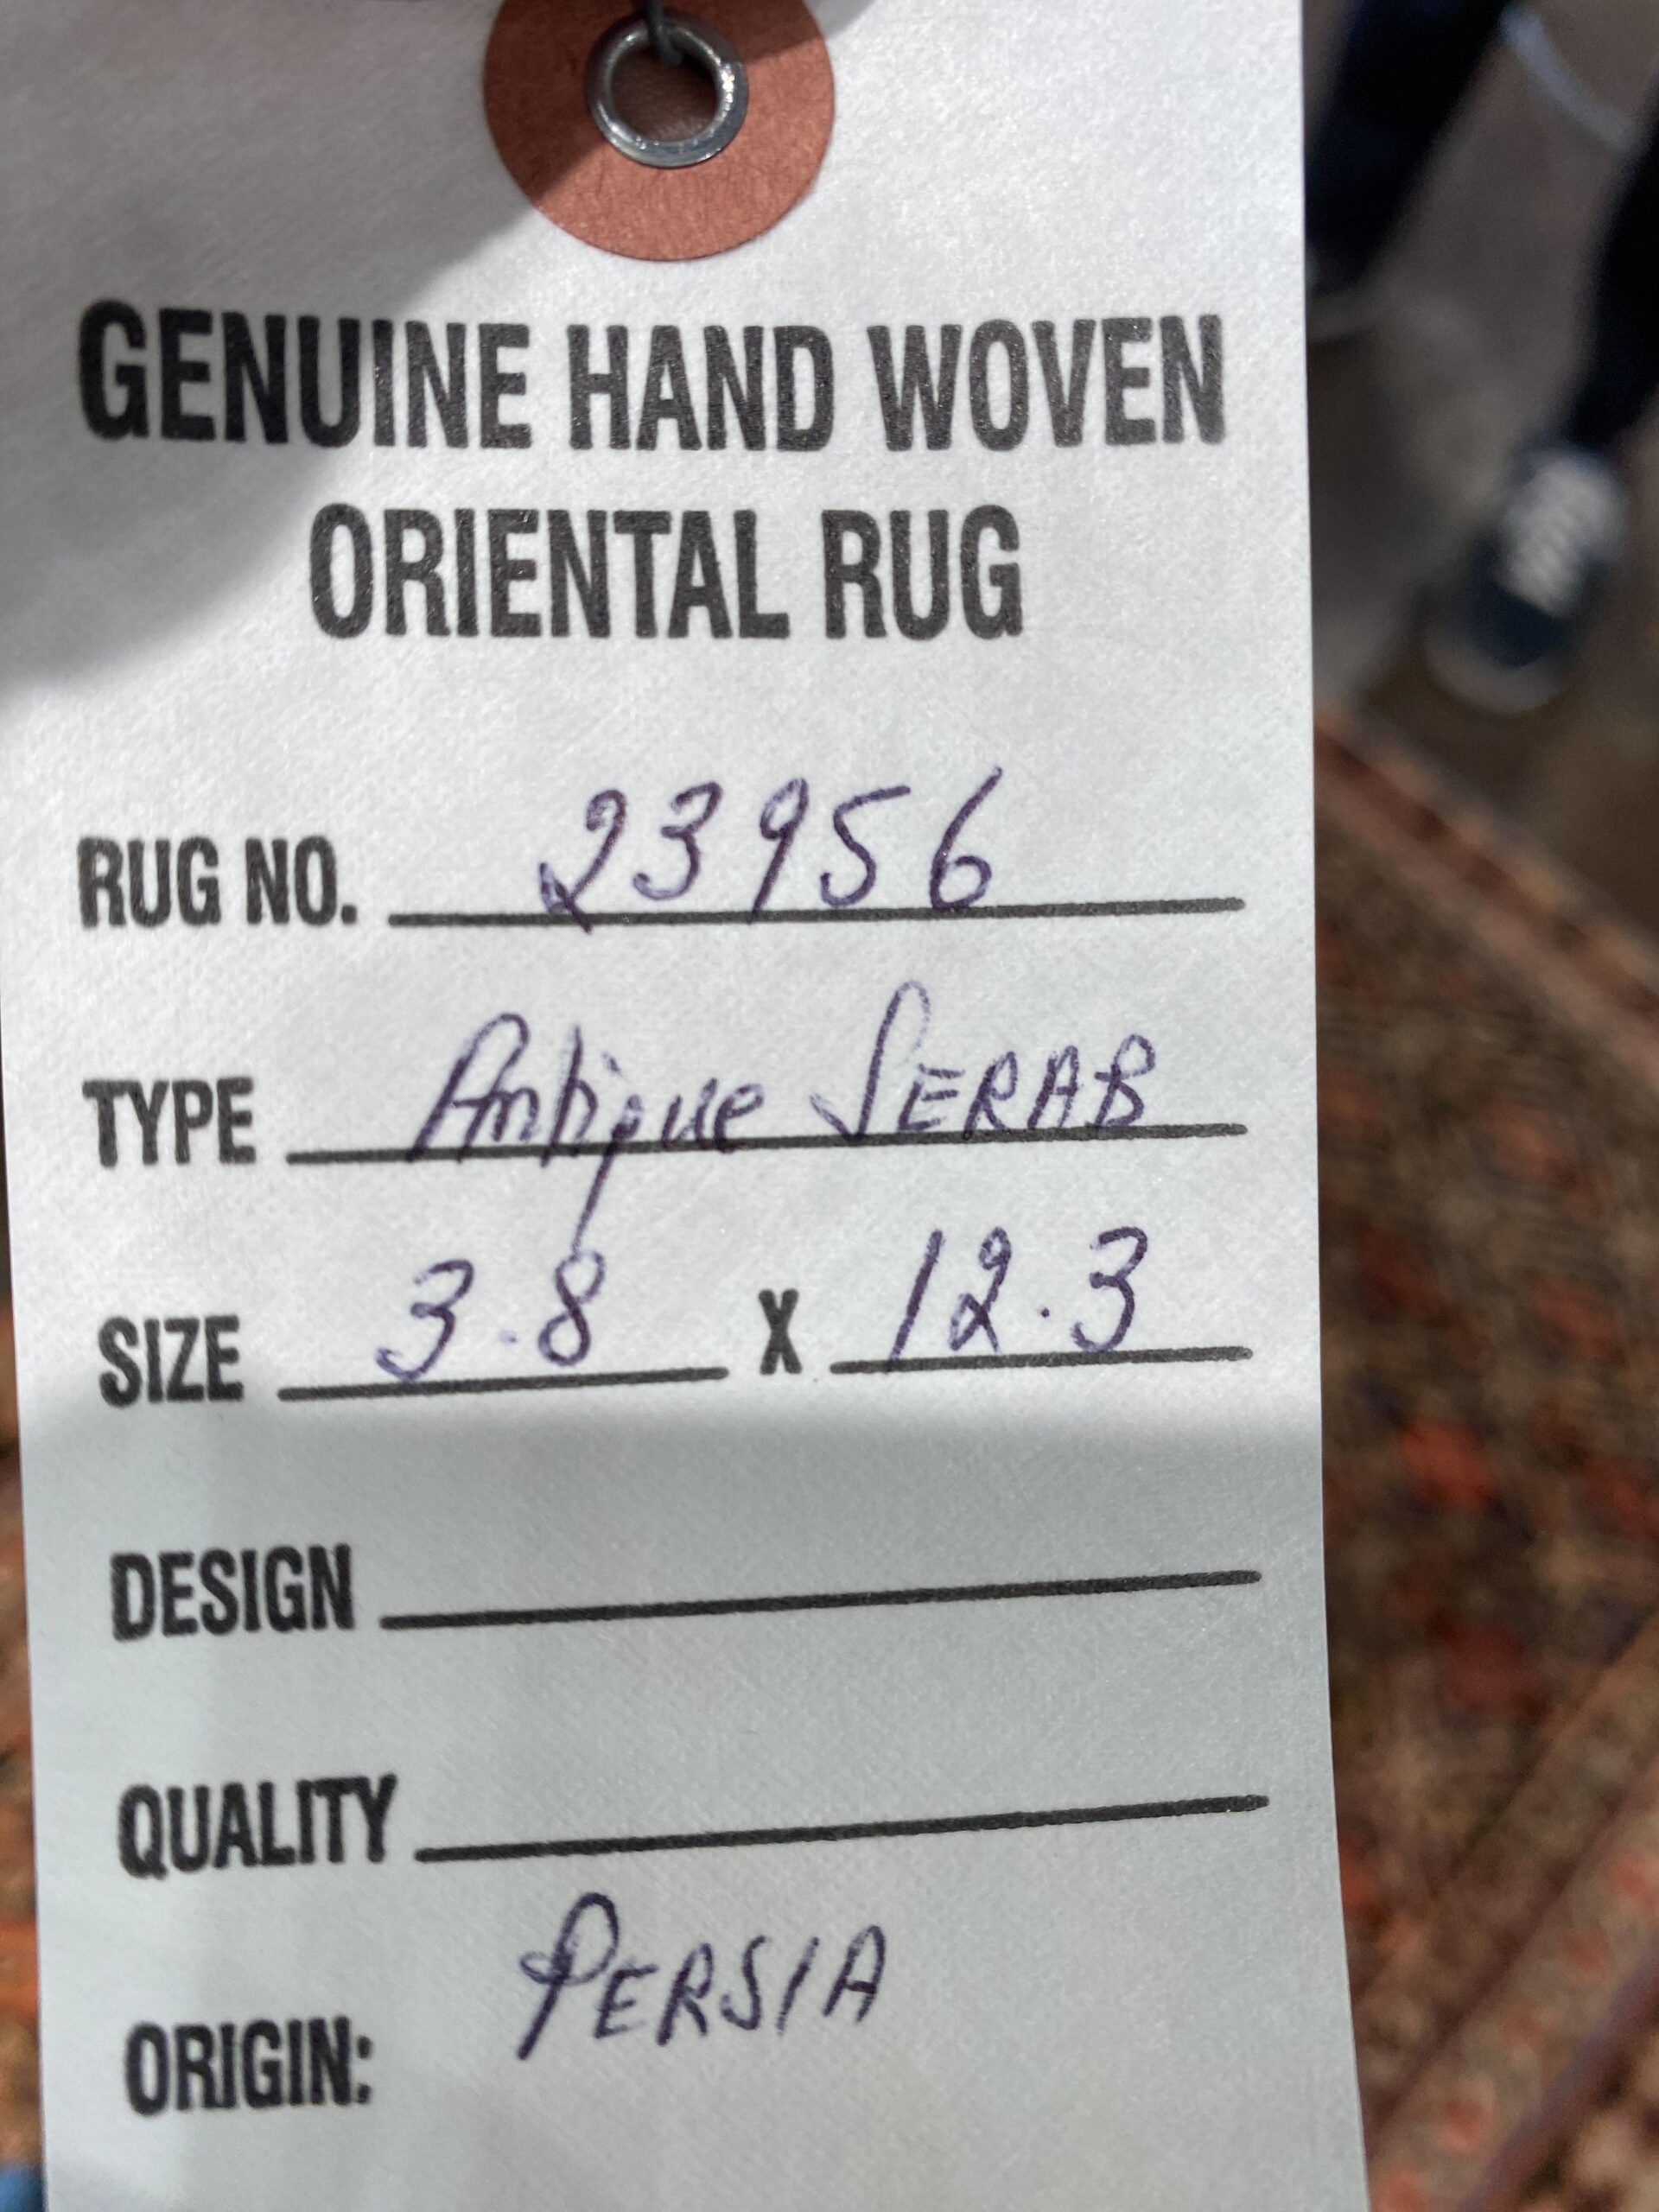 GENUINE HAND WOVEN
ORIENTAL RUG
RUG NO. 23956
TYPE Antique SERAB
SIZE 3.8 X 12.3
DESIGN
QUALITY
ORIGIN: PERSIA